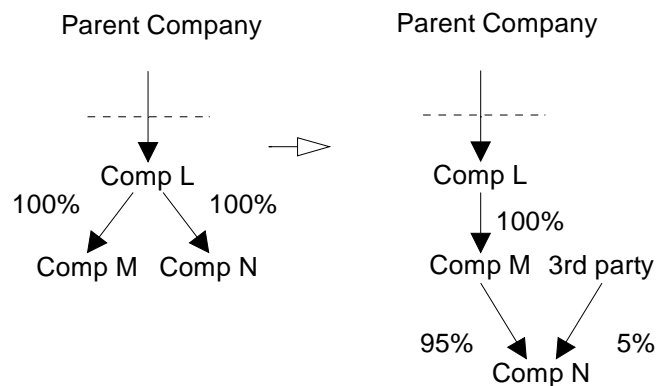 Parent Company
Comp L
100% 100%
Comp M Comp N
Parent Company
Comp L
100%
Comp M 3rd party
95% 5%
Comp N